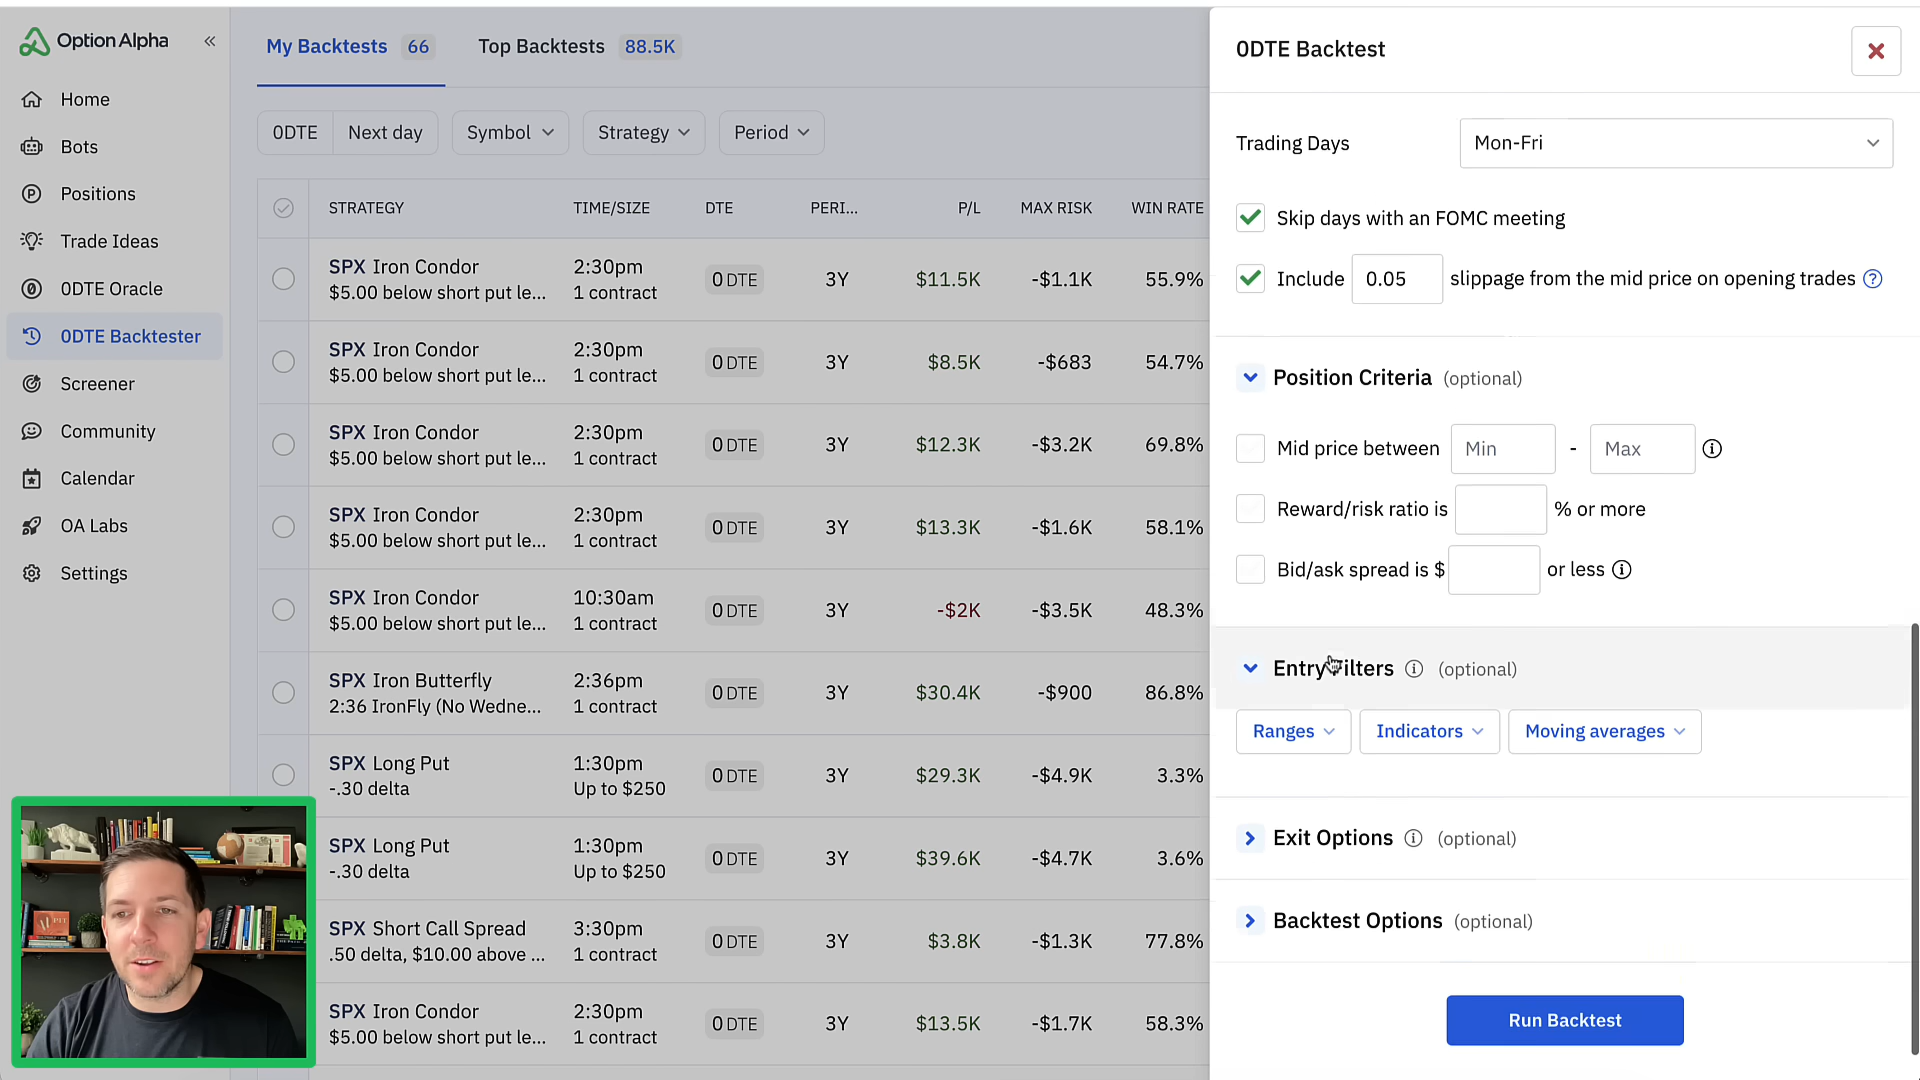 Option Alpha
Home
Bots
Positions
Trade Ideas
0DTE Oracle
0DTE Backtester
Screener
Community
Calendar
OA Labs
Settings
My Backtests 66
Top Backtests 88.5K
0DTE
Next day
Symbol
Strategy
Period
STRATEGY TIME/SIZE DTE PERI... P/L MAX RISK WIN RATE
SPX Iron Condor 2:30pm 0 DTE 3Y $11.5K -$1.1K 55.9%
$5.00 below short put le... 1 contract
SPX Iron Condor 2:30pm 0 DTE 3Y $8.5K -$683 54.7%
$5.00 below short put le... 1 contract
SPX Iron Condor 2:30pm 0 DTE 3Y $12.3K -$3.2K 69.8%
$5.00 below short put le... 1 contract
SPX Iron Condor 2:30pm 0 DTE 3Y $13.3K -$1.6K 58.1%
$5.00 below short put le... 1 contract
SPX Iron Condor 10:30am 0 DTE 3Y -$2K -$3.5K 48.3%
$5.00 below short put le... 1 contract
SPX Iron Butterfly 2:36pm 0 DTE 3Y $30.4K -$900 86.8%
2:36 IronFly (No Wedne... 1 contract
SPX Long Put 1:30pm 0 DTE 3Y $29.3K -$4.9K 3.3%
-.30 delta Up to $250
SPX Long Put 1:30pm 0 DTE 3Y $39.6K -$4.7K 3.6%
-.30 delta Up to $250
SPX Short Call Spread 3:30pm 0 DTE 3Y $3.8K -$1.3K 77.8%
.50 delta, $10.00 above ... 1 contract
SPX Iron Condor 2:30pm 0 DTE 3Y $13.5K -$1.7K 58.3%
$5.00 below short put le... 1 contract
0DTE Backtest
Trading Days Mon-Fri
Skip days with an FOMC meeting
Include 0.05 slippage from the mid price on opening trades
Position Criteria (optional)
Mid price between Min - Max
Reward/risk ratio is % or more
Bid/ask spread is $ or less
Entry Filters (optional)
Ranges
Indicators
Moving averages
Exit Options (optional)
Backtest Options (optional)
Run Backtest